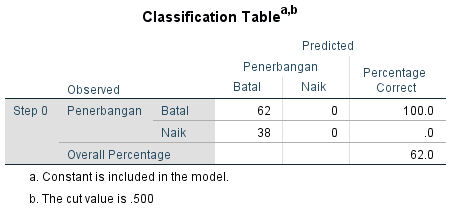 Classification Tableᵃ,ᵇ
Predicted
Penerbangan Percentage Correct
Observed Batal Naik
Step 0 Penerbangan Batal 62 0 100.0
Naik 38 0 .0
Overall Percentage 62.0
a. Constant is included in the model.
b. The cut value is .500